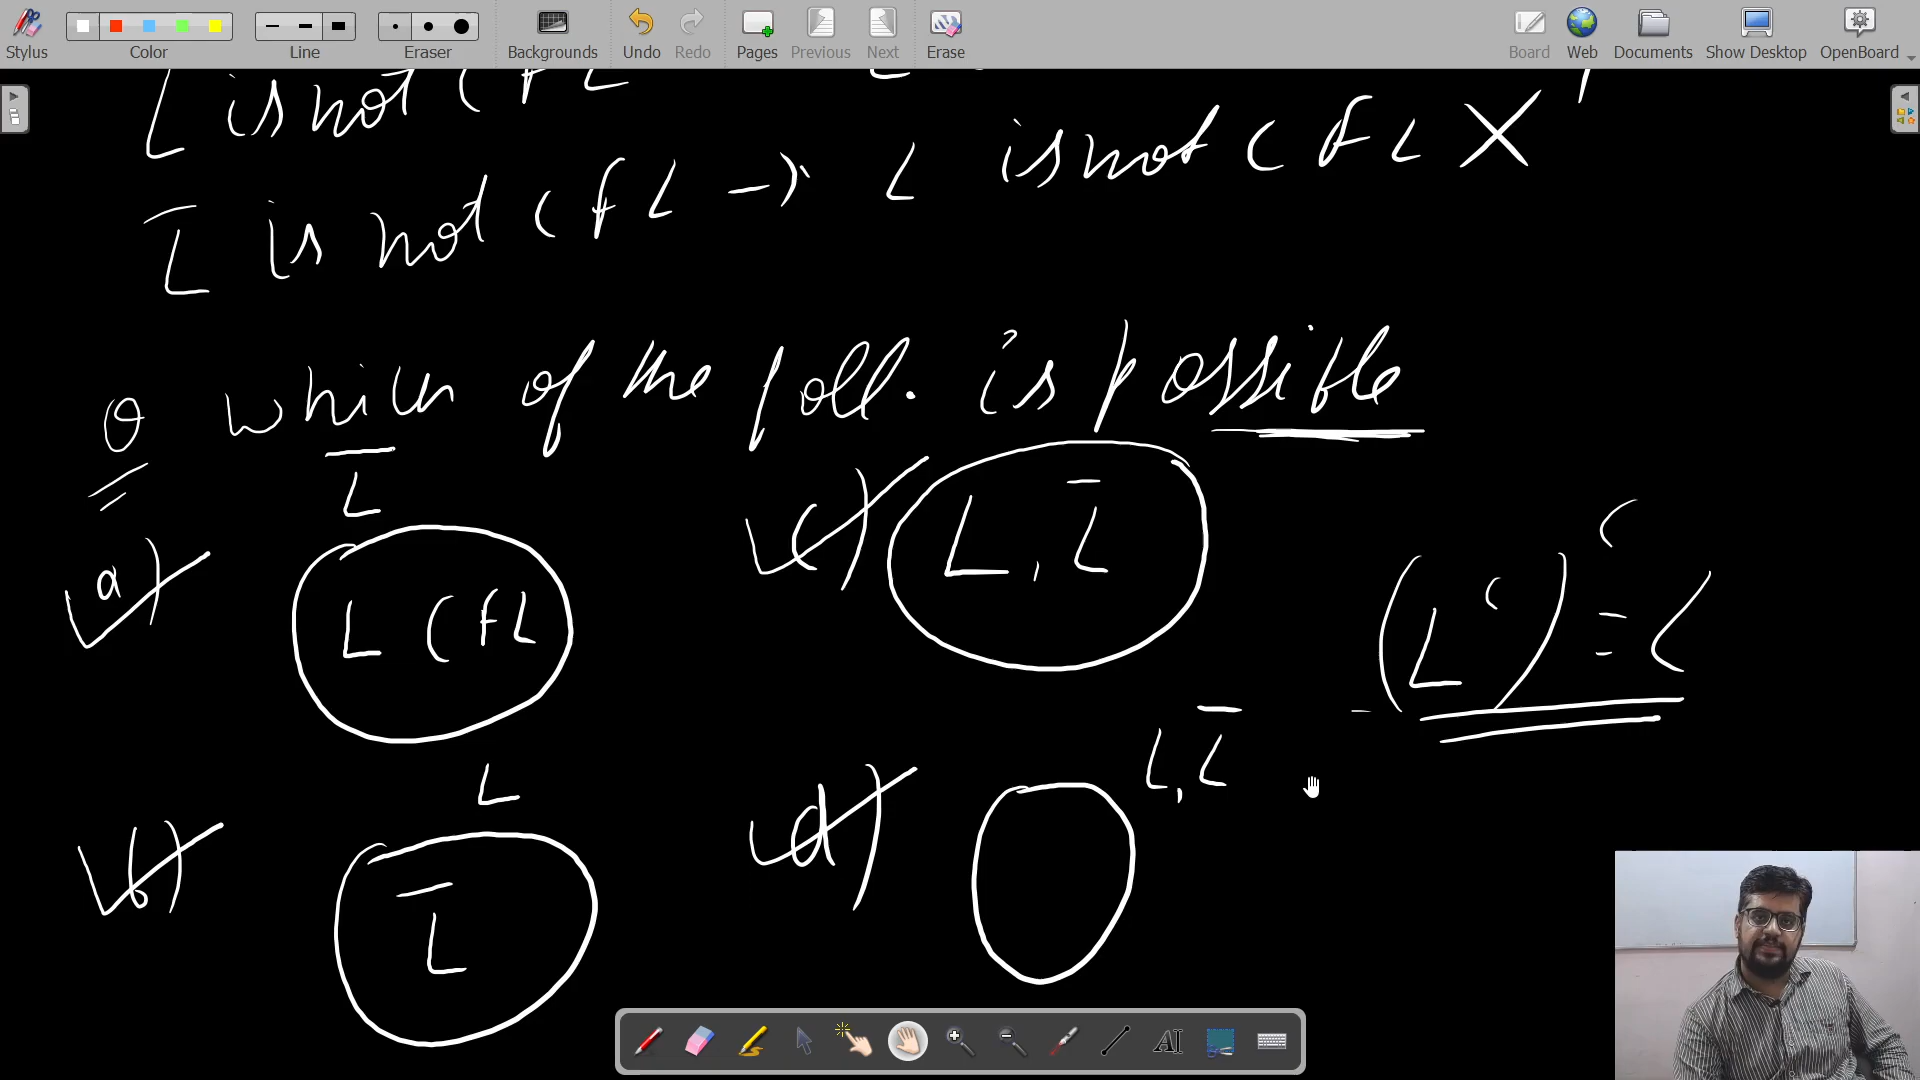 Stylus Color Line Eraser Backgrounds Undo Redo Pages Previous Next Erase Board Web Documents Show Desktop OpenBoard
L is not CFL
is not CFL X
L̅ is not CFL → L
Q which of the foll. is possible
L̅
a) L CFL
c) L, L̅
(L^c)^c = L
L
b) L̅
d) L, L̅
AI